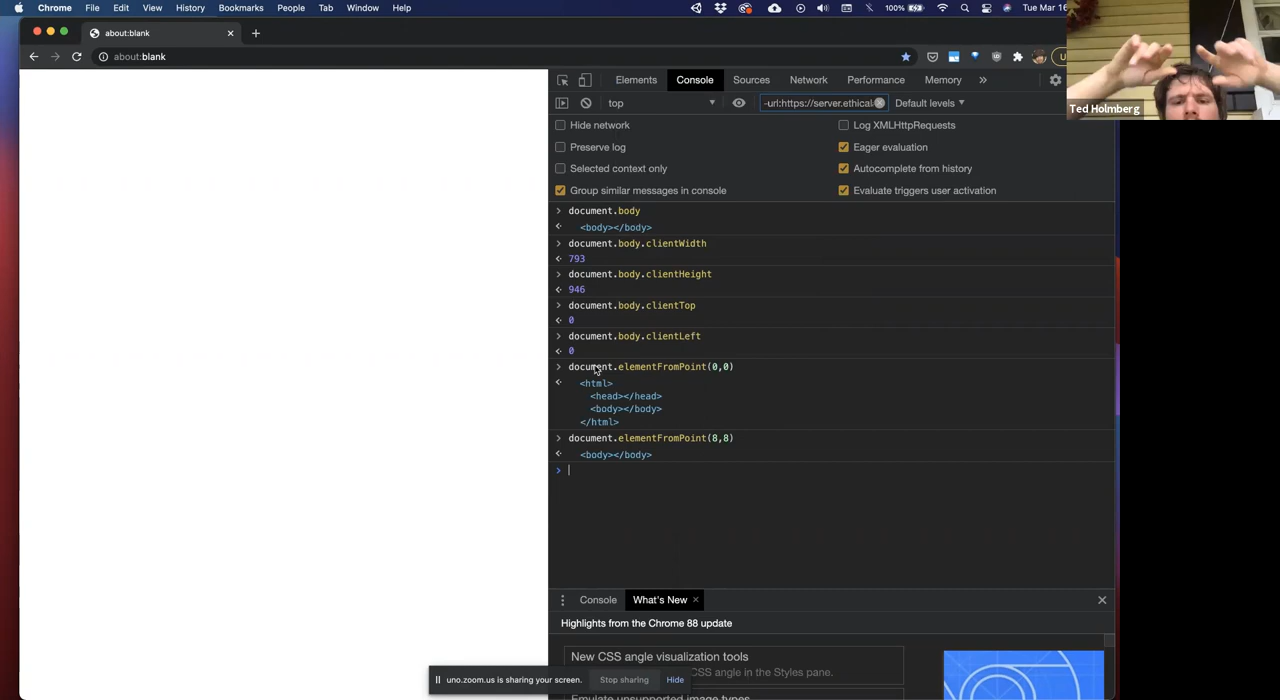 Chrome File Edit View History Bookmarks People Tab Window Help 100% Tue Mar 16
about:blank
about:blank
Elements Console Sources Network Performance Memory
top -url:https://server.ethical Default levels
Hide network Log XMLHttpRequests
Preserve log Eager evaluation
Selected context only Autocomplete from history
Group similar messages in console Evaluate triggers user activation
document.body
<body></body>
document.body.clientWidth
793
document.body.clientHeight
946
document.body.clientTop
0
document.body.clientLeft
0
document.elementFromPoint(0,0)
<html>
<head></head>
<body></body>
</html>
document.elementFromPoint(8,8)
<body></body>
Console What's New
Highlights from the Chrome 88 update
New CSS angle visualization tools
CSS angle in the Styles pane.
Emulate unsupported image types
uno.zoom.us is sharing your screen. Stop sharing Hide
Ted Holmberg